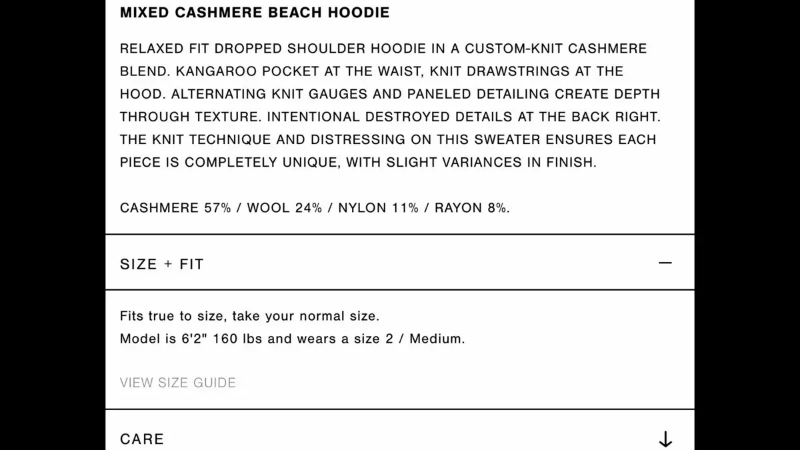 MIXED CASHMERE BEACH HOODIE
RELAXED FIT DROPPED SHOULDER HOODIE IN A CUSTOM-KNIT CASHMERE
BLEND. KANGAROO POCKET AT THE WAIST, KNIT DRAWSTRINGS AT THE
HOOD. ALTERNATING KNIT GAUGES AND PANELED DETAILING CREATE DEPTH
THROUGH TEXTURE. INTENTIONAL DESTROYED DETAILS AT THE BACK RIGHT.
THE KNIT TECHNIQUE AND DISTRESSING ON THIS SWEATER ENSURES EACH
PIECE IS COMPLETELY UNIQUE, WITH SLIGHT VARIANCES IN FINISH.
CASHMERE 57% / WOOL 24% / NYLON 11% / RAYON 8%.
SIZE + FIT
Fits true to size, take your normal size.
Model is 6'2" 160 lbs and wears a size 2 / Medium.
VIEW SIZE GUIDE
CARE